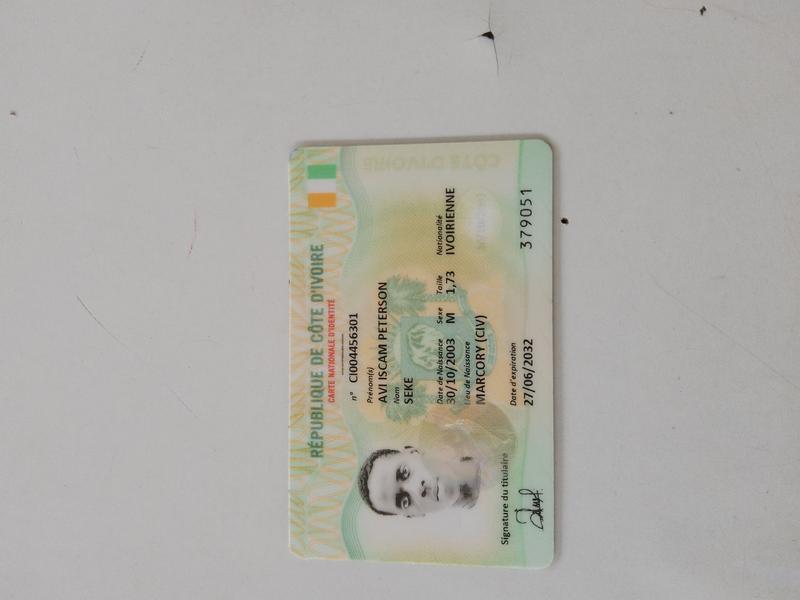 RÉPUBLIQUE DE CÔTE D'IVOIRE
CARTE NATIONALE D'IDENTITÉ
n° CI004456301
Prénom(s)
AVI ISCAM PETERSON
Nom
SEKE
Date de Naissance Sexe Taille Nationalité
30/10/2003 M 1,73 IVOIRIENNE
Lieu de Naissance
MARCORY (CIV)
Date d'expiration
27/06/2032
379051
Signature du titulaire
CÔTE D'IVOIRE